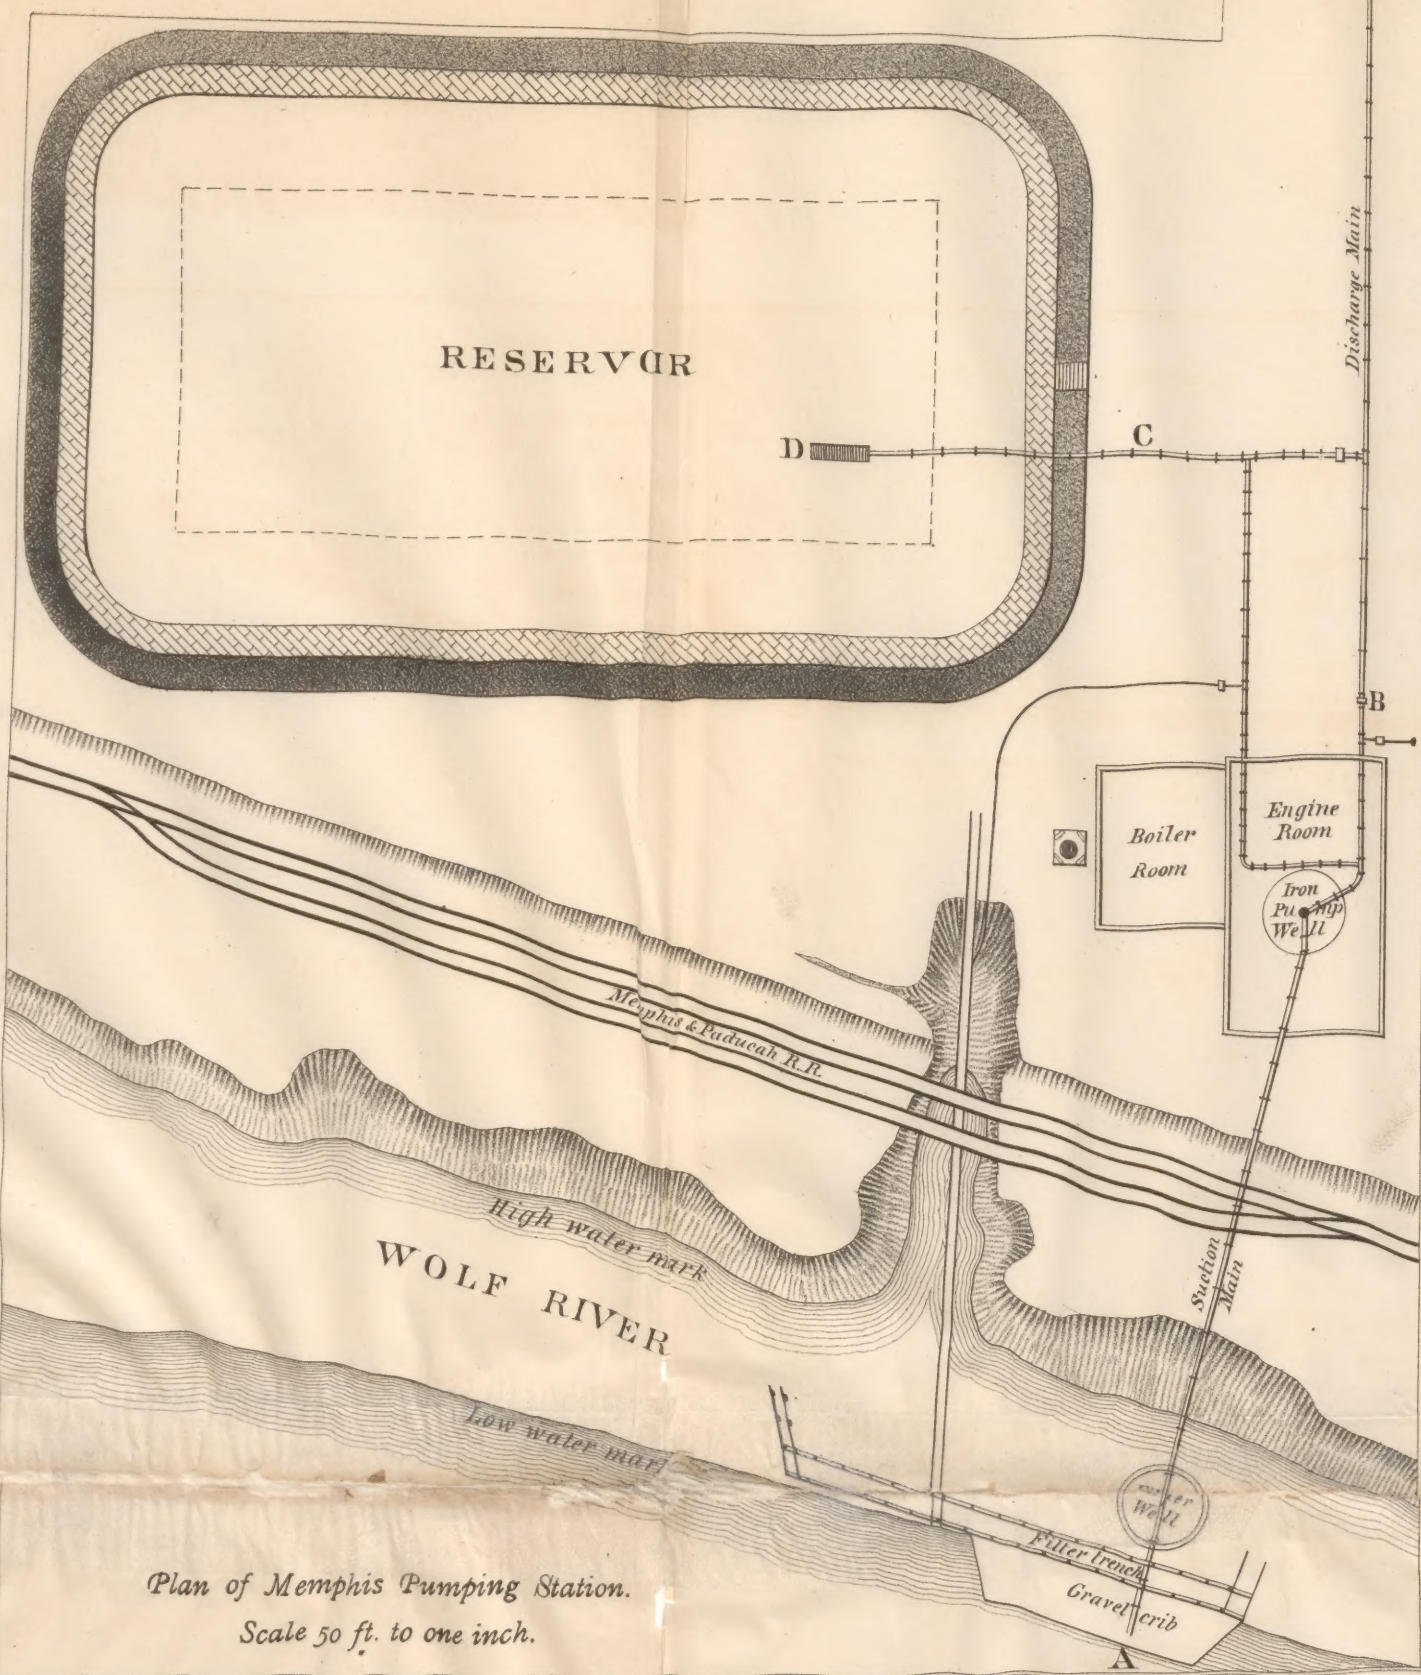 RESERVOIR
Discharge Main
D
C
B
Engine
Room
Boiler
Room
Iron
Pump
Well
Memphis & Paducah R.R.
High water mark
WOLF RIVER
Suction
Main
Low water mar
Well
Filter trench
Gravel crib
A
Plan of Memphis Pumping Station.
Scale 50 ft. to one inch.